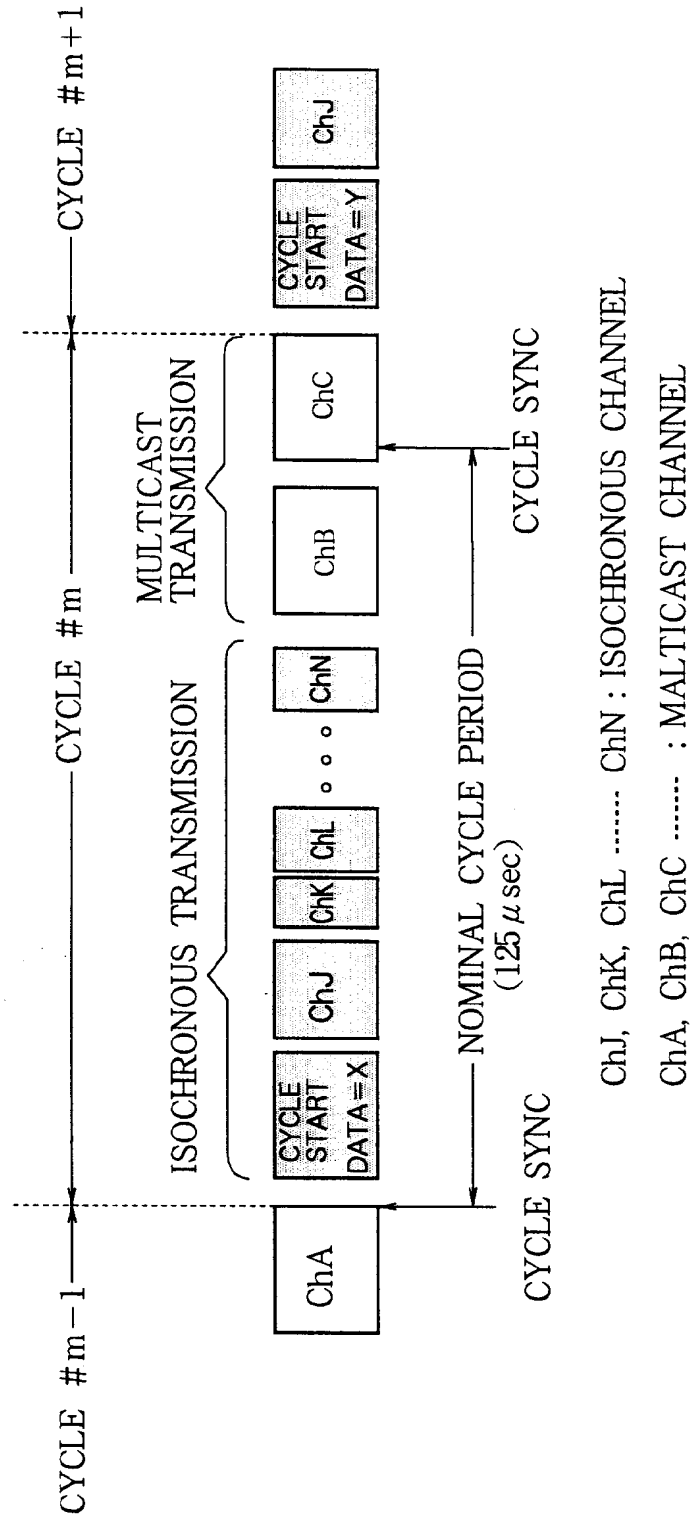 CYCLE #m-1
CYCLE #m
CYCLE #m+1
ISOCHRONOUS TRANSMISSION
MULTICAST
TRANSMISSION
ChA
CYCLE
START
DATA=X
ChJ
ChK
ChL
ChN
ChB
ChC
CYCLE
START
DATA=Y
ChJ
NOMINAL CYCLE PERIOD
(125 μsec)
CYCLE SYNC
CYCLE SYNC
ChJ, ChK, ChL ------- ChN : ISOCHRONOUS CHANNEL
ChA, ChB, ChC ------- : MALTICAST CHANNEL